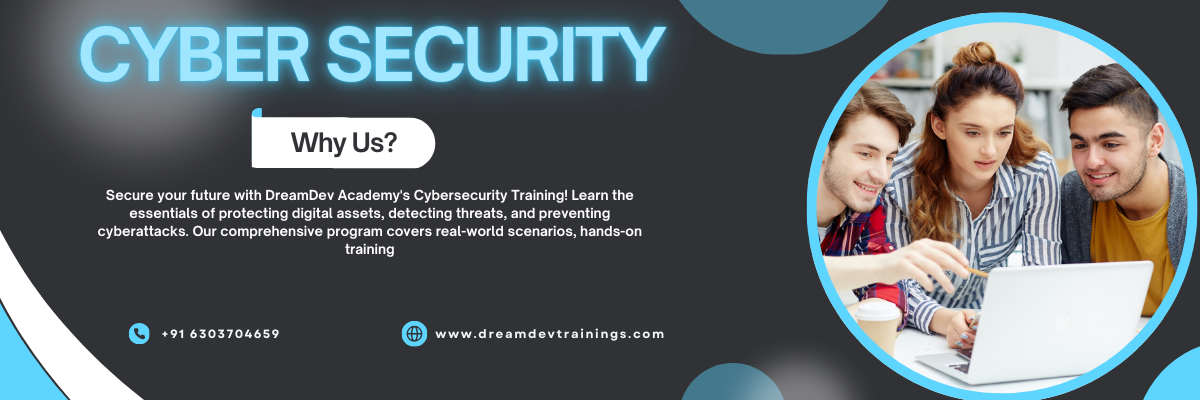 CYBER SECURITY
Why Us?
Secure your future with DreamDev Academy's Cybersecurity Training! Learn the
essentials of protecting digital assets, detecting threats, and preventing
cyberattacks. Our comprehensive program covers real-world scenarios, hands-on
training
+91 6303704659
www.dreamdevtrainings.com